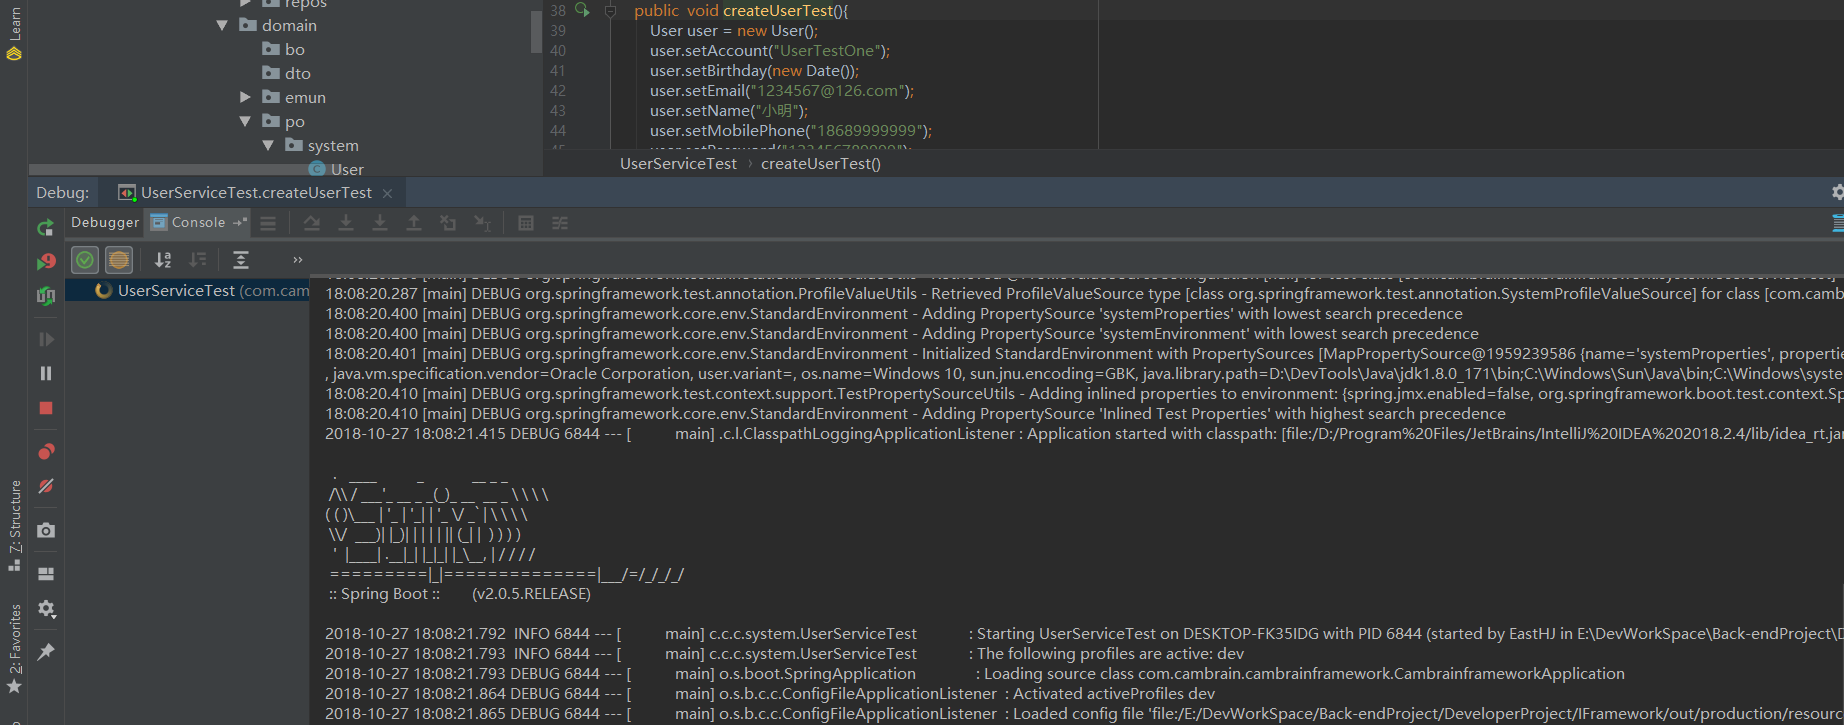 Learn
repos
domain
bo
dto
emun
po
system
User
38 public void createUserTest(){
39 User user = new User();
40 user.setAccount("UserTestOne");
41 user.setBirthday(new Date());
42 user.setEmail("1234567@126.com");
43 user.setName("小明");
44 user.setMobilePhone("18689999999");
UserServiceTest › createUserTest()
Debug: UserServiceTest.createUserTest ×
Debugger Console
»
UserServiceTest (com.cam
18:08:20.287 [main] DEBUG org.springframework.test.annotation.ProfileValueUtils - Retrieved ProfileValueSource type [class org.springframework.test.annotation.SystemProfileValueSource] for class [com.camb
18:08:20.400 [main] DEBUG org.springframework.core.env.StandardEnvironment - Adding PropertySource 'systemProperties' with lowest search precedence
18:08:20.400 [main] DEBUG org.springframework.core.env.StandardEnvironment - Adding PropertySource 'systemEnvironment' with lowest search precedence
18:08:20.401 [main] DEBUG org.springframework.core.env.StandardEnvironment - Initialized StandardEnvironment with PropertySources [MapPropertySource@1959239586 {name='systemProperties', propertie
, java.vm.specification.vendor=Oracle Corporation, user.variant=, os.name=Windows 10, sun.jnu.encoding=GBK, java.library.path=D:\DevTools\Java\jdk1.8.0_171\bin;C:\Windows\Sun\Java\bin;C:\Windows\syste
18:08:20.410 [main] DEBUG org.springframework.test.context.support.TestPropertySourceUtils - Adding inlined properties to environment: {spring.jmx.enabled=false, org.springframework.boot.test.context.Sp
18:08:20.410 [main] DEBUG org.springframework.core.env.StandardEnvironment - Adding PropertySource 'Inlined Test Properties' with highest search precedence
2018-10-27 18:08:21.415 DEBUG 6844 --- [ main] .c.l.ClasspathLoggingApplicationListener : Application started with classpath: [file:/D:/Program%20Files/JetBrains/IntelliJ%20IDEA%202018.2.4/lib/idea_rt.jar
:: Spring Boot :: (v2.0.5.RELEASE)
2018-10-27 18:08:21.792 INFO 6844 --- [ main] c.c.c.system.UserServiceTest : Starting UserServiceTest on DESKTOP-FK35IDG with PID 6844 (started by EastHJ in E:\DevWorkSpace\Back-endProject\D
2018-10-27 18:08:21.793 INFO 6844 --- [ main] c.c.c.system.UserServiceTest : The following profiles are active: dev
2018-10-27 18:08:21.793 DEBUG 6844 --- [ main] o.s.boot.SpringApplication : Loading source class com.cambrain.cambrainframework.CambrainframeworkApplication
2018-10-27 18:08:21.864 DEBUG 6844 --- [ main] o.s.b.c.c.ConfigFileApplicationListener : Activated activeProfiles dev
2018-10-27 18:08:21.865 DEBUG 6844 --- [ main] o.s.b.c.c.ConfigFileApplicationListener : Loaded config file 'file:/E:/DevWorkSpace/Back-endProject/DeveloperProject/IFramework/out/production/resource
7: Structure
2: Favorites